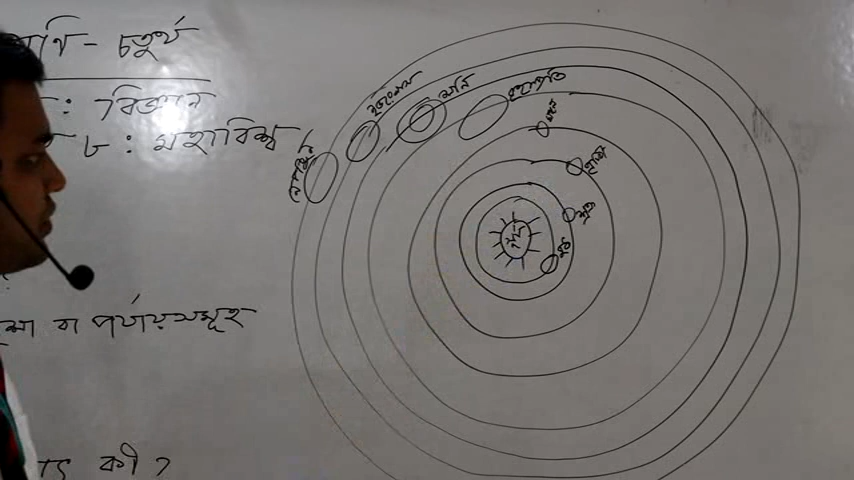 শ্রেণি - চতুর্থ
: বিজ্ঞান
৮ : মহাবিশ্ব
বা পর্যায়সমূহ
কী ?
নেপচুন
ইউরেনাস
শনি
বৃহস্পতি
মঙ্গল
পৃথিবী
শুক্র
বুধ
সূর্য